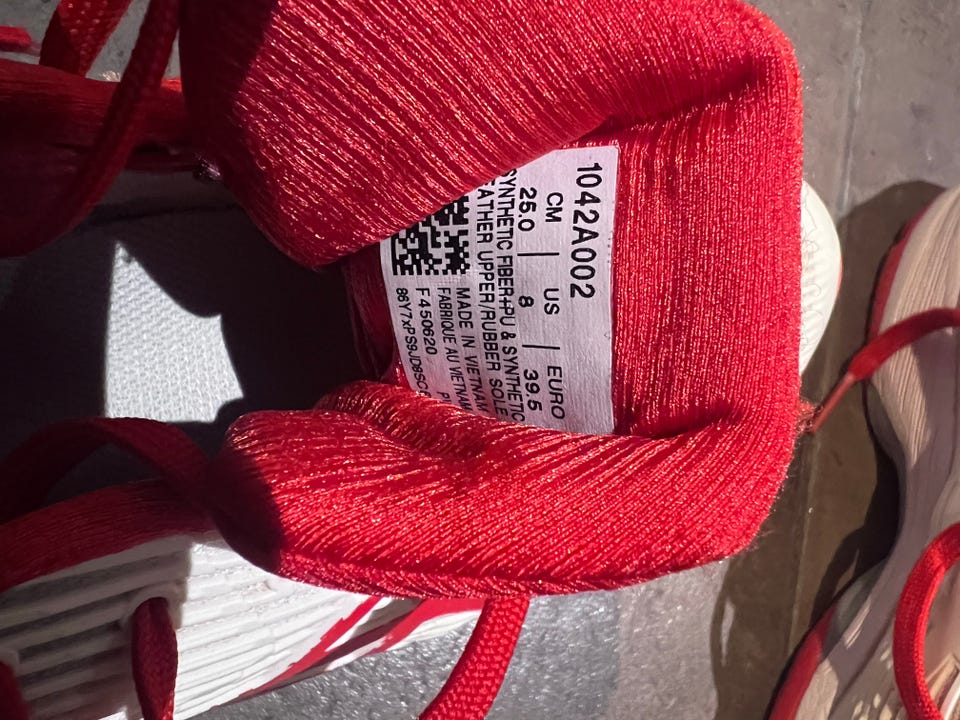 1042A002
CM | US | EURO
25.0 | 8 | 39.5
SYNTHETIC FIBER+PU & SYNTHETIC
UPPER/RUBBER SOLE
MADE IN VIETNAM
FABRIQUE AU VIETNAM
F450620